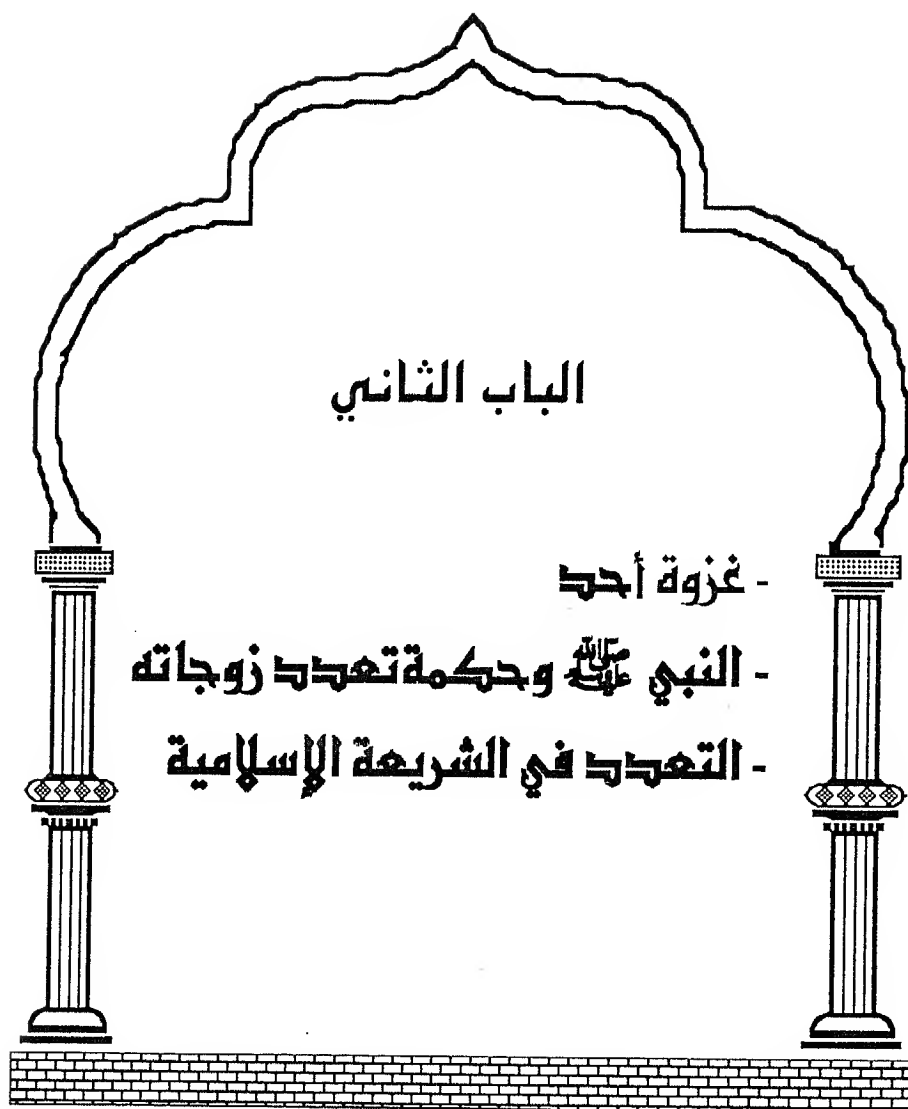 الباب الثاني
- غزوة أحد
- النبي ﷺ وحكمة تعدد زوجاته
- التعدد في الشريعة الإسلامية